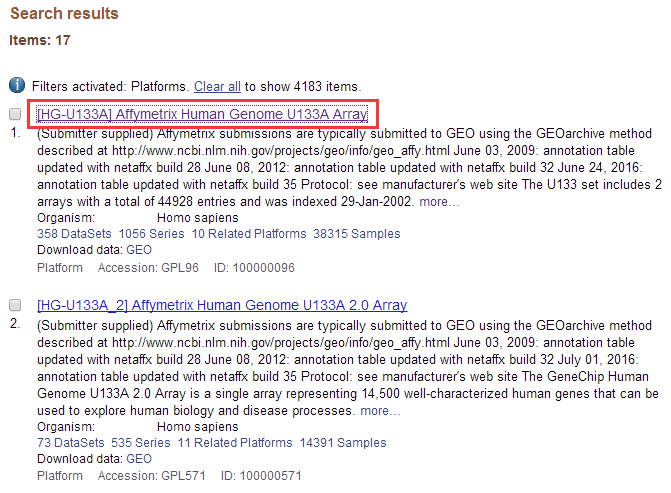 Search results
Items: 17
Filters activated: Platforms. Clear all to show 4183 items.
[HG-U133A] Affymetrix Human Genome U133A Array
1. (Submitter supplied) Affymetrix submissions are typically submitted to GEO using the GEOarchive method
described at http://www.ncbi.nlm.nih.gov/projects/geo/info/geo_affy.html June 03, 2009: annotation table
updated with netaffx build 28 June 08, 2012: annotation table updated with netaffx build 32 June 24, 2016:
annotation table updated with netaffx build 35 Protocol: see manufacturer's web site The U133 set includes 2
arrays with a total of 44928 entries and was indexed 29-Jan-2002. more...
Organism: Homo sapiens
358 DataSets 1056 Series 10 Related Platforms 38315 Samples
Download data: GEO
Platform Accession: GPL96 ID: 100000096
[HG-U133A_2] Affymetrix Human Genome U133A 2.0 Array
2. (Submitter supplied) Affymetrix submissions are typically submitted to GEO using the GEOarchive method
described at http://www.ncbi.nlm.nih.gov/projects/geo/info/geo_affy.html June 03, 2009: annotation table
updated with netaffx build 28 June 08, 2012: annotation table updated with netaffx build 32 July 01, 2016:
annotation table updated with netaffx build 35 Protocol: see manufacturer's web site The GeneChip Human
Genome U133A 2.0 Array is a single array representing 14,500 well-characterized human genes that can be
used to explore human biology and disease processes. more...
Organism: Homo sapiens
73 DataSets 535 Series 11 Related Platforms 14391 Samples
Download data: GEO
Platform Accession: GPL571 ID: 100000571